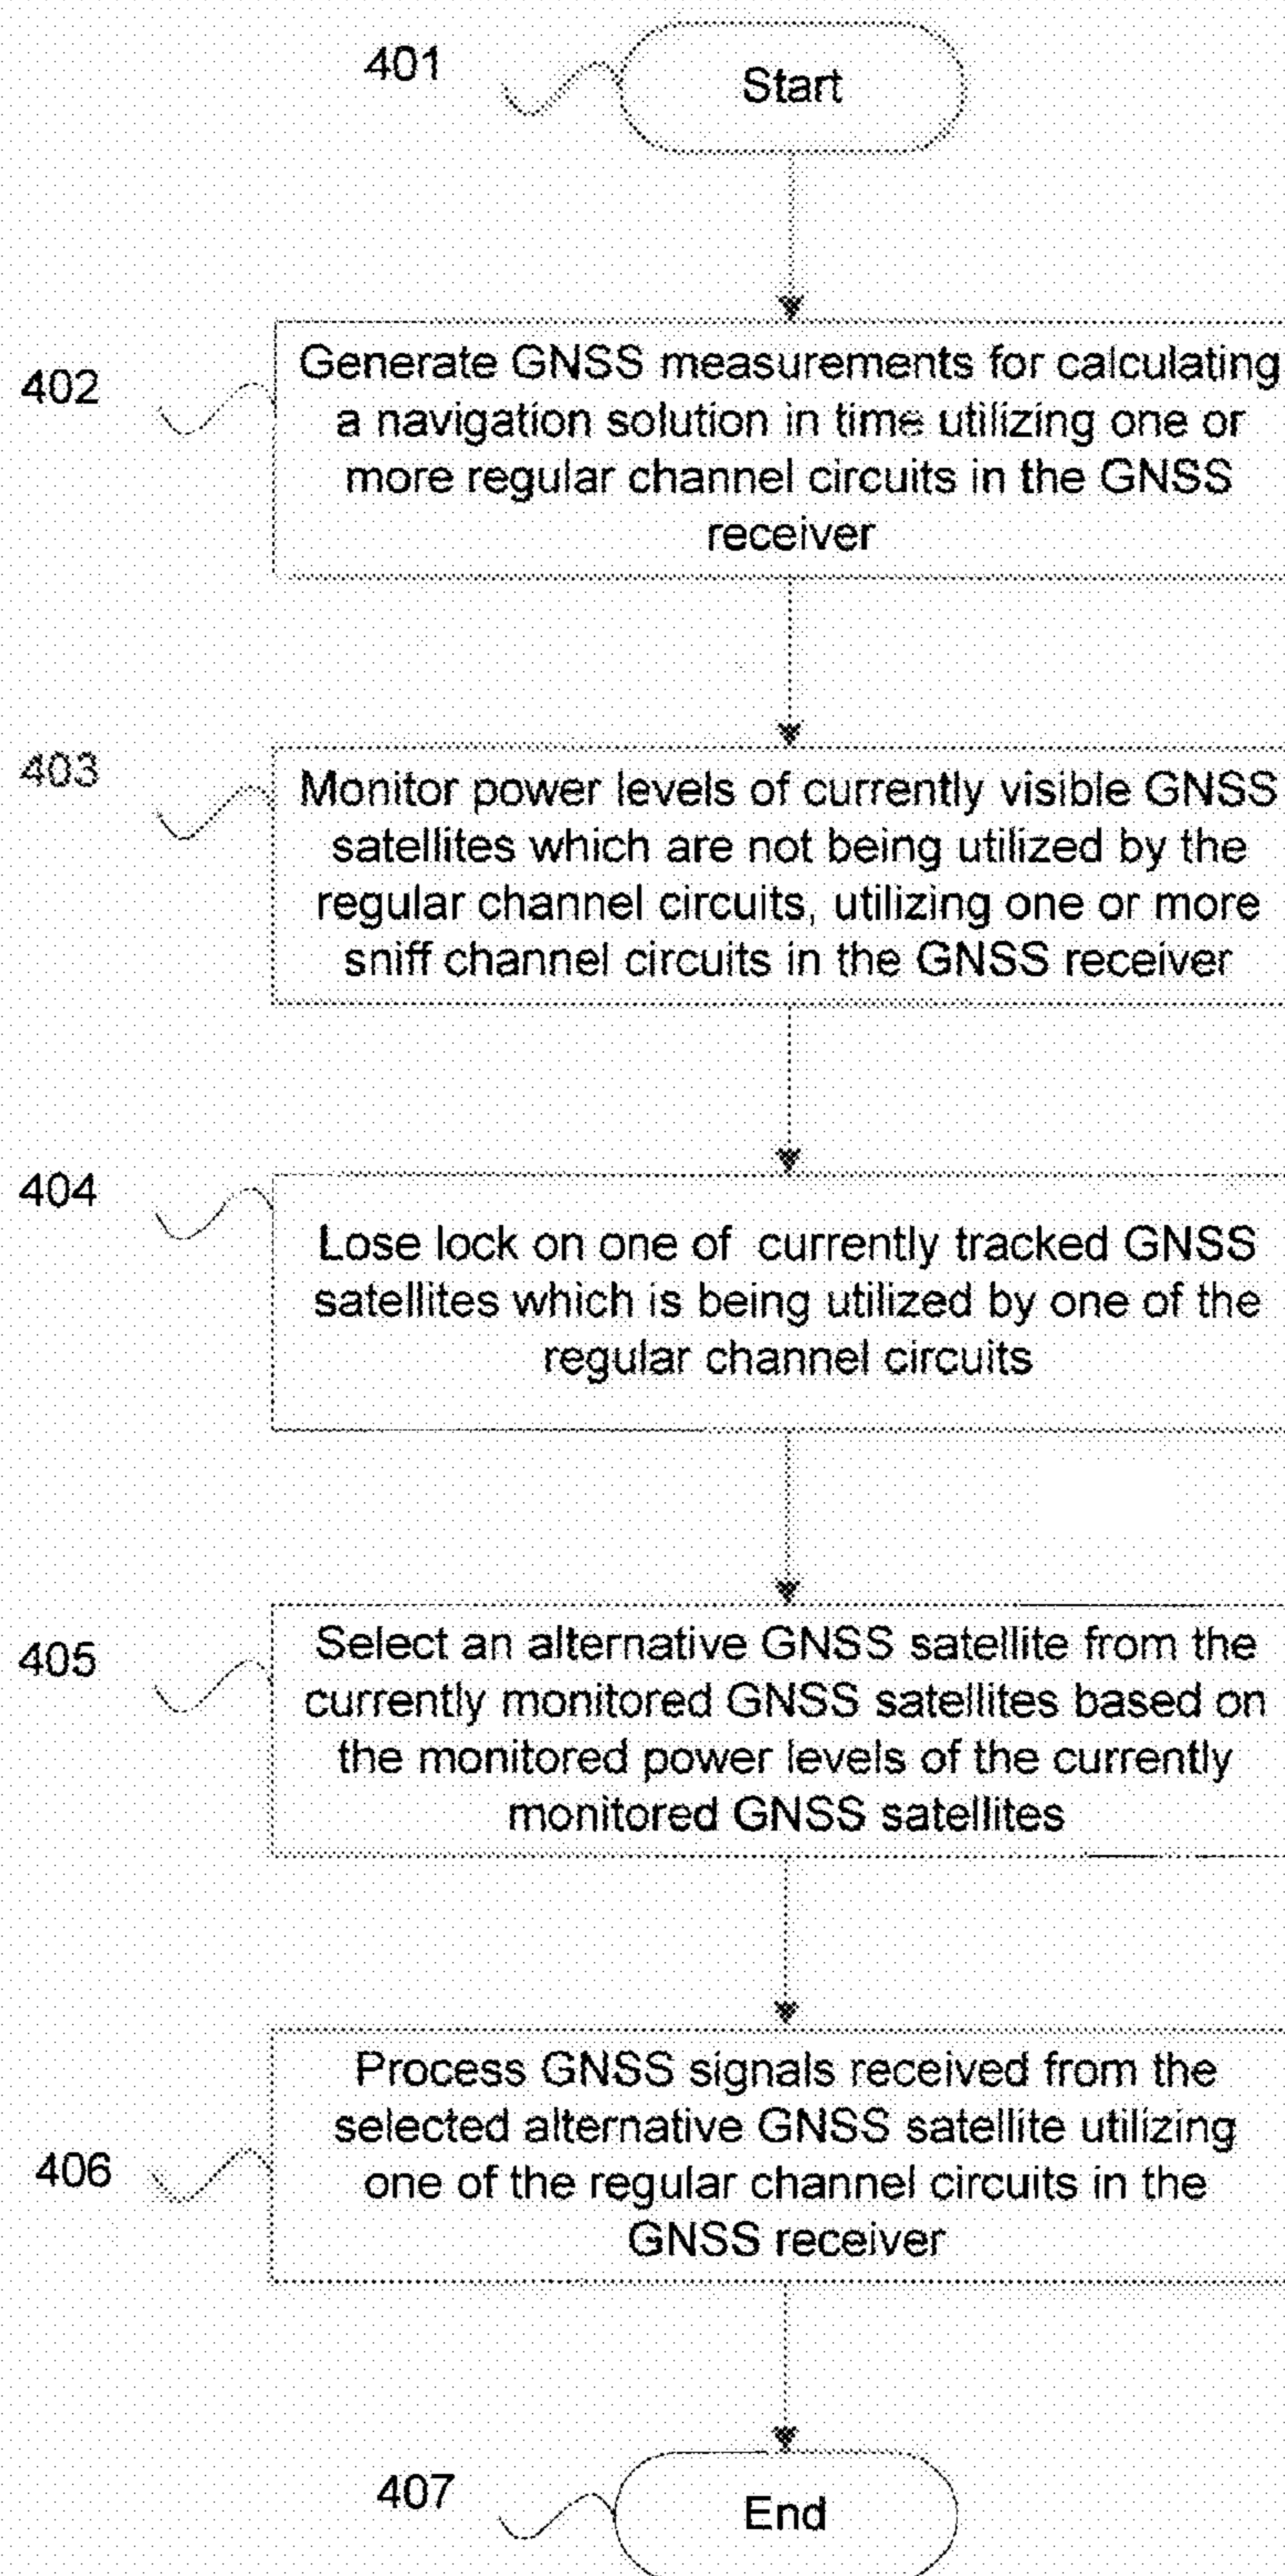 401
Start
402
Generate GNSS measurements for calculating
a navigation solution in time utilizing one or
more regular channel circuits in the GNSS
receiver
403
Monitor power levels of currently visible GNSS
satellites which are not being utilized by the
regular channel circuits, utilizing one or more
sniff channel circuits in the GNSS receiver
404
Lose lock on one of currently tracked GNSS
satellites which is being utilized by one of the
regular channel circuits
405
Select an alternative GNSS satellite from the
currently monitored GNSS satellites based on
the monitored power levels of the currently
monitored GNSS satellites
406
Process GNSS signals received from the
selected alternative GNSS satellite utilizing
one of the regular channel circuits in the
GNSS receiver
407
End